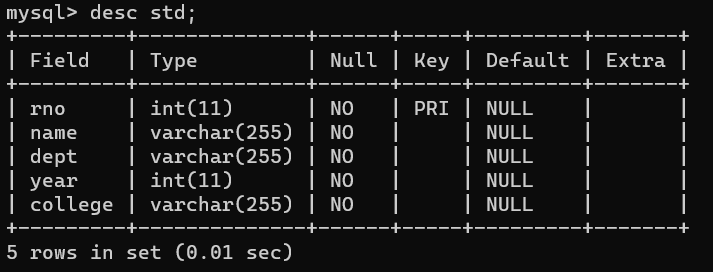 mysql> desc std;
+---------+--------------+------+-----+---------+-------+
| Field   | Type         | Null | Key | Default | Extra |
+---------+--------------+------+-----+---------+-------+
| rno     | int(11)      | NO   | PRI | NULL    |       |
| name    | varchar(255) | NO   |     | NULL    |       |
| dept    | varchar(255) | NO   |     | NULL    |       |
| year    | int(11)      | NO   |     | NULL    |       |
| college | varchar(255) | NO   |     | NULL    |       |
+---------+--------------+------+-----+---------+-------+
5 rows in set (0.01 sec)